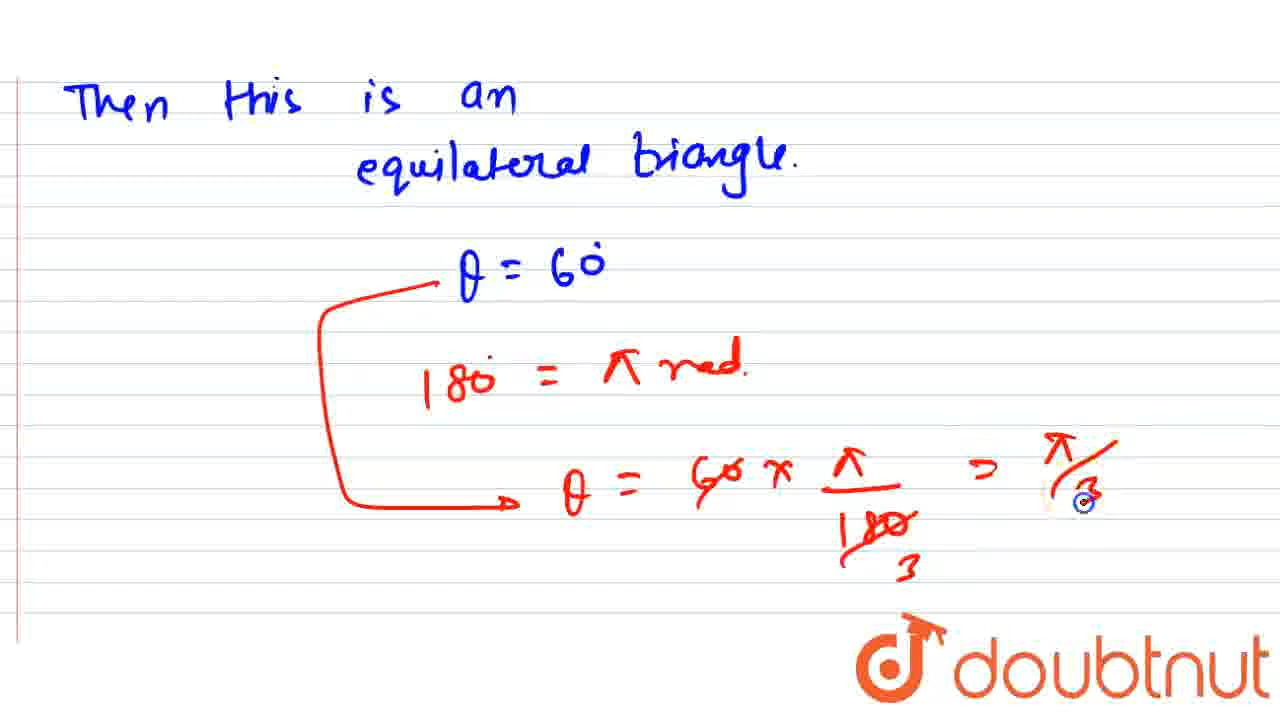 Then this is an
equilateral triangle.
θ = 60°
180° = π rad.
θ = 60 x π/180 = π/3
3
doubtnut